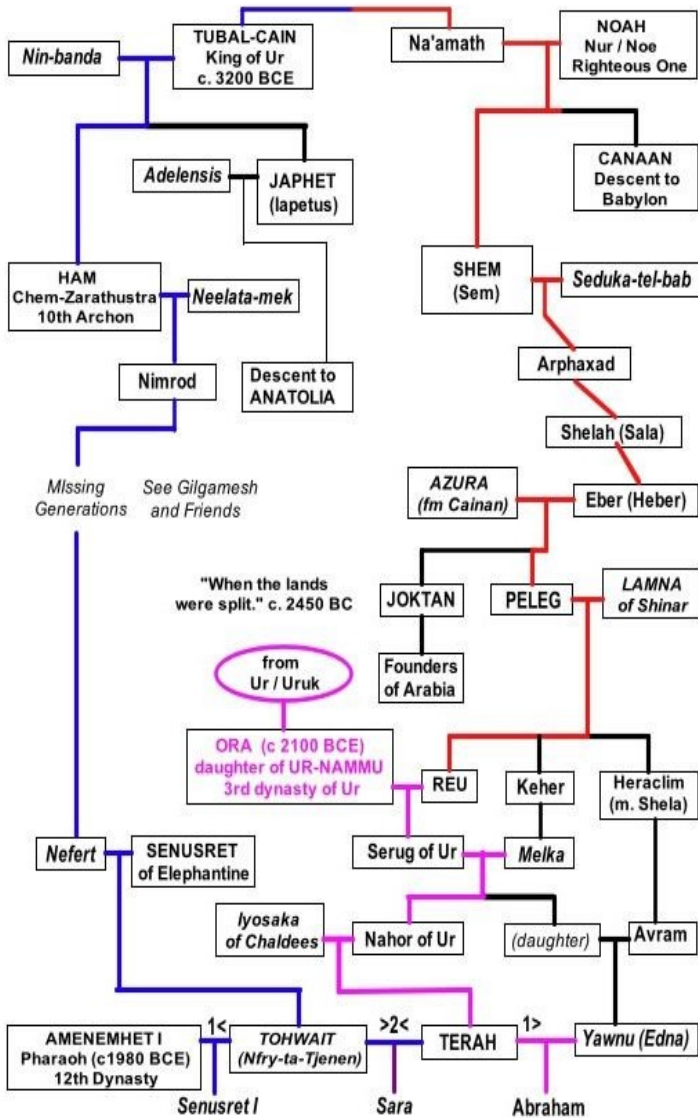 TUBAL-CAIN
King of Ur
c. 3200 BCE
Nin-banda
Na'amath
NOAH
Nur / Noe
Righteous One
Adelensis
JAPHET
(Iapetus)
CANAAN
Descent to
Babylon
HAM
Chem-Zarathustra
10th Archon
Neelata-mek
SHEM
(Sem)
Seduka-tel-bab
Nimrod
Descent to
ANATOLIA
Arphaxad
Shelah (Sala)
MIssing
Generations
See Gilgamesh
and Friends
AZURA
(fm Cainan)
Eber (Heber)
"When the lands
were split." c. 2450 BC
JOKTAN
PELEG
LAMNA
of Shinar
from
Ur / Uruk
Founders
of Arabia
ORA (c 2100 BCE)
daughter of UR-NAMMU
3rd dynasty of Ur
REU
Keher
Heraclim
(m. Shela)
Nefert
SENUSRET
of Elephantine
Serug of Ur
Melka
Iyosaka
of Chaldees
Nahor of Ur
(daughter)
Avram
AMENEMHET I
Pharaoh (c1980 BCE)
12th Dynasty
1<
TOHWAIT
(Nfry-ta-Tjenen)
>2<
TERAH
1>
Yawnu (Edna)
Senusret I
Sara
Abraham